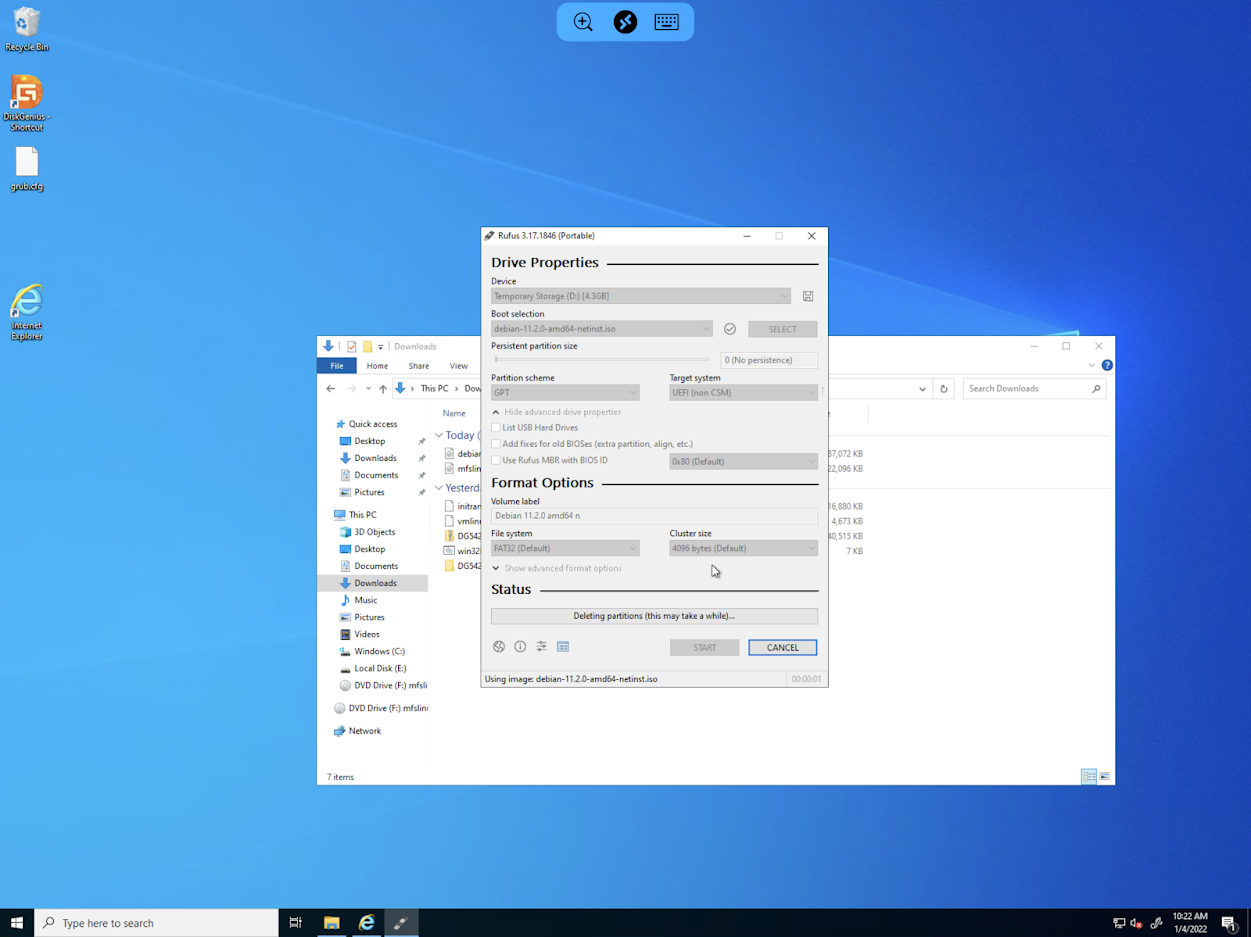 Recycle Bin
DiskGenius - Shortcut
grub.cfg
Internet Explorer
Rufus 3.17.1846 (Portable)
Drive Properties
Device
Temporary Storage (D:) [4.3GB]
Boot selection
debian-11.2.0-amd64-netinst.iso
SELECT
Persistent partition size
0 (No persistence)
Partition scheme
Target system
GPT
UEFI (non CSM)
?
Hide advanced drive properties
List USB Hard Drives
Add fixes for old BIOSes (extra partition, align, etc.)
Use Rufus MBR with BIOS ID
0x80 (Default)
Format Options
Volume label
Debian 11.2.0 amd64 n
File system
Cluster size
FAT32 (Default)
4096 bytes (Default)
Show advanced format options
Status
Deleting partitions (this may take a while)...
START
CANCEL
Using image: debian-11.2.0-amd64-netinst.iso
00:00:01
Downloads
File
Home
Share
View
This PC
Dow
Search Downloads
Name
Quick access
Desktop
Downloads
Documents
Pictures
This PC
3D Objects
Desktop
Documents
Downloads
Music
Pictures
Videos
Windows (C:)
Local Disk (E:)
DVD Drive (F:) mfsli
DVD Drive (F:) mfslin
Network
Today (
debian
mfslin
Yesterd
initram
vmlinu
DG542
win32
DG542
87,072 KB
22,096 KB
16,880 KB
4,673 KB
40,515 KB
7 KB
7 items
Type here to search
10:22 AM
1/4/2022
1